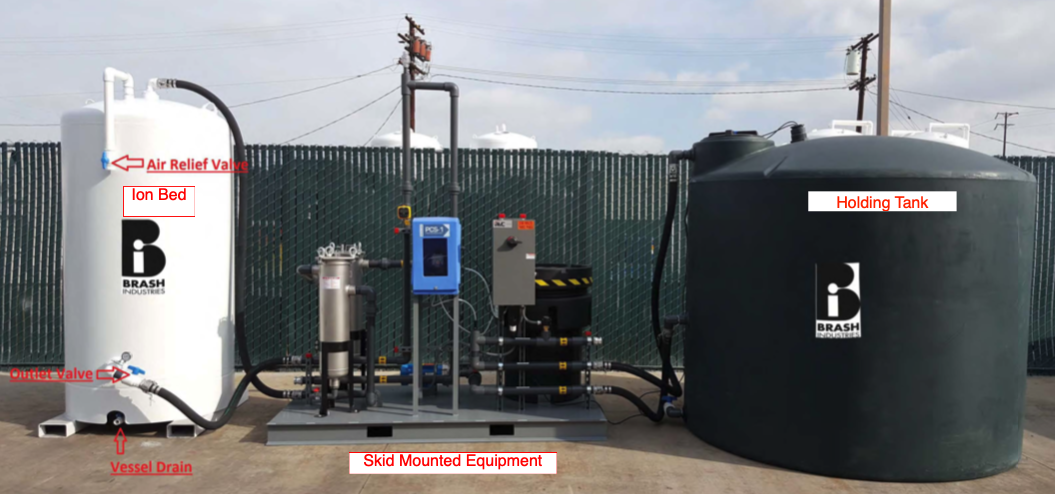 Air Relief Valve
Ion Bed
BRASH
INDUSTRIES
Outlet Valve
Vessel Drain
PCS-1
Skid Mounted Equipment
Holding Tank
BRASH
INDUSTRIES